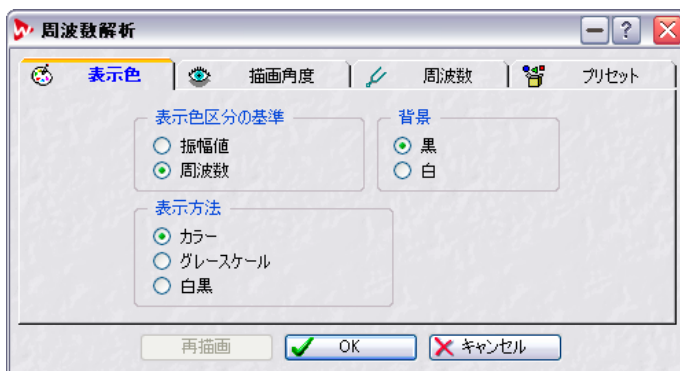 周波数解析
表示色 描画角度 周波数 プリセット
表示色区分の基準
振幅値
周波数
背景
黒
白
表示方法
カラー
グレースケール
白黒
再描画 OK キャンセル